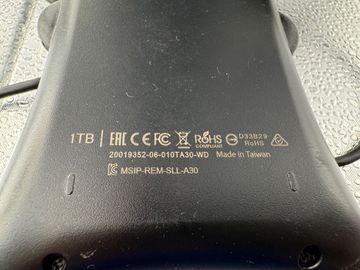 1TB EAC CE FC RoHS COMPLIANT D33B29 RoHS
20019352-06-010TA30-WD Made in Taiwan
MSIP-REM-SLL-A30